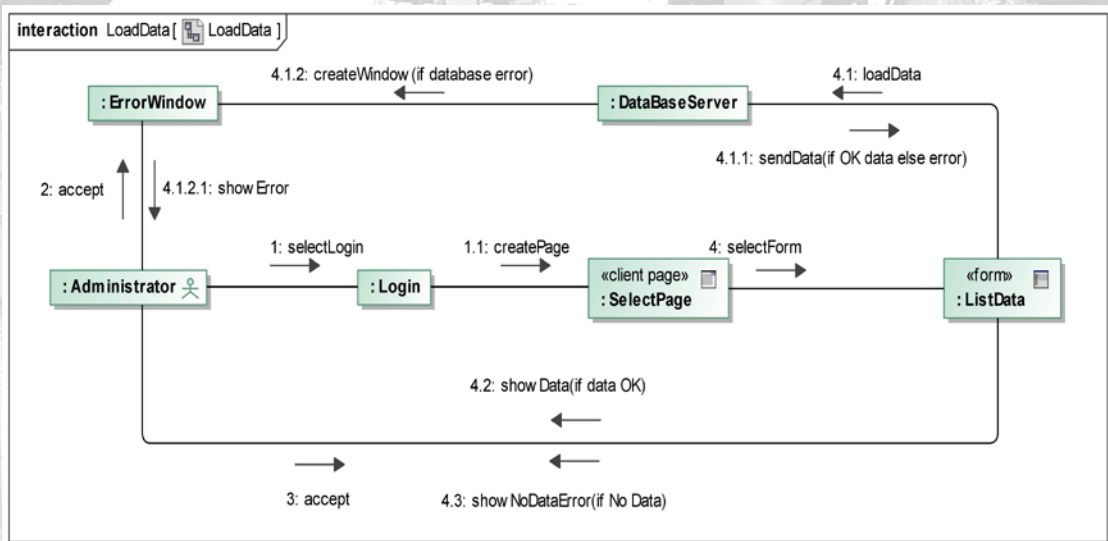 interaction LoadData[ LoadData ]
4.1.2: createWindow (if database error)
4.1: loadData
: ErrorWindow
: DataBaseServer
4.1.1: sendData(if OK data else error)
2: accept
4.1.2.1: show Error
1: selectLogin
1.1: createPage
4: selectForm
: Administrator
: Login
«client page»
: SelectPage
«form»
: ListData
4.2: show Data(if data OK)
3: accept
4.3: show NoDataError(if No Data)